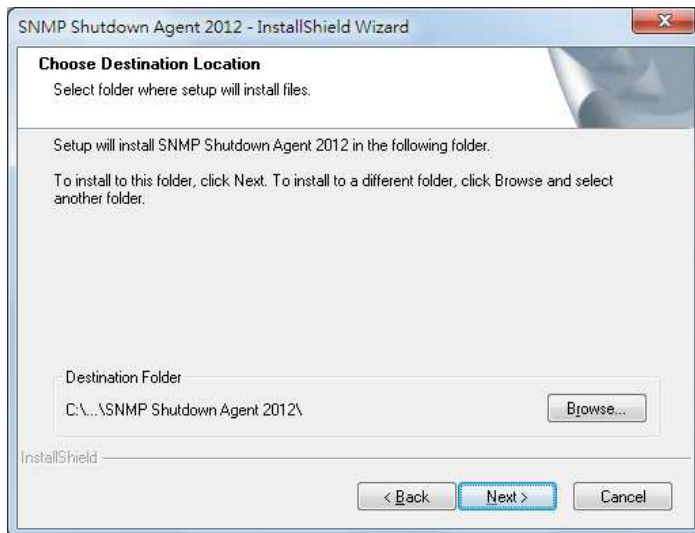 SNMP Shutdown Agent 2012 - InstallShield Wizard
Choose Destination Location
Select folder where setup will install files.
Setup will install SNMP Shutdown Agent 2012 in the following folder.
To install to this folder, click Next. To install to a different folder, click Browse and select
another folder.
Destination Folder
C:\...\SNMP Shutdown Agent 2012\
Browse...
InstallShield
< Back
Next >
Cancel